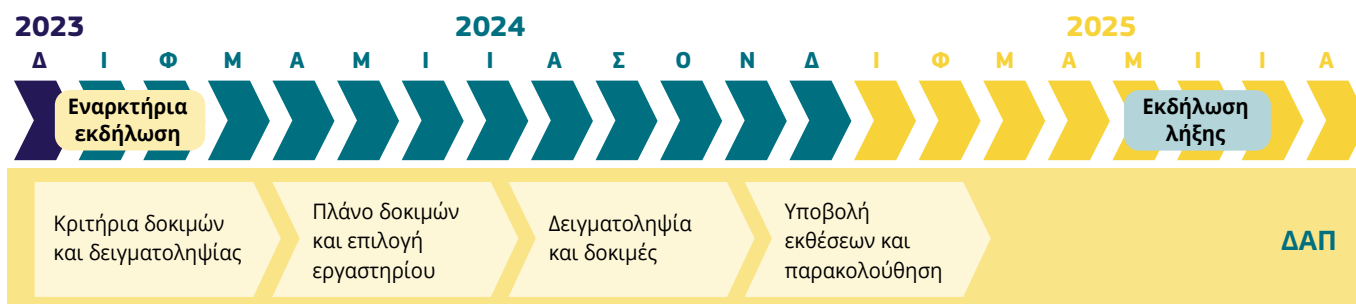 2023 2024 2025
Δ Ι Φ Μ Α Μ Ι Ι Α Σ Ο Ν Δ Ι Φ Μ Α Μ Ι Ι Α
Εναρκτήρια
εκδήλωση
Εκδήλωση
λήξης
Κριτήρια δοκιμών
και δειγματοληψίας
Πλάνο δοκιμών
και επιλογή
εργαστηρίου
Δειγματοληψία
και δοκιμές
Υποβολή
εκθέσεων και
παρακολούθηση
ΔΑΠ